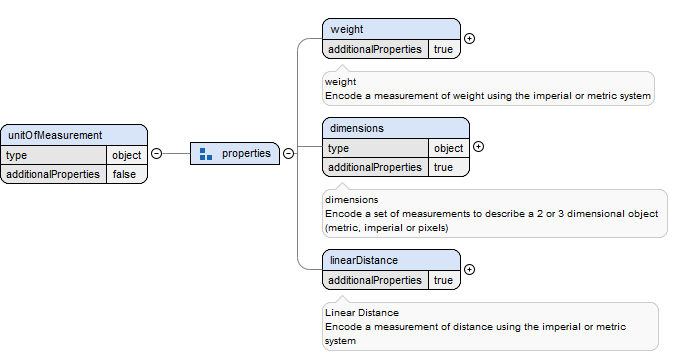 weight
additionalProperties true
weight
Encode a measurement of weight using the imperial or metric system
unitOfMeasurement
type object
additionalProperties false
properties
dimensions
type object
additionalProperties true
dimensions
Encode a set of measurements to describe a 2 or 3 dimensional object
(metric, imperial or pixels)
linearDistance
additionalProperties true
Linear Distance
Encode a measurement of distance using the imperial or metric
system